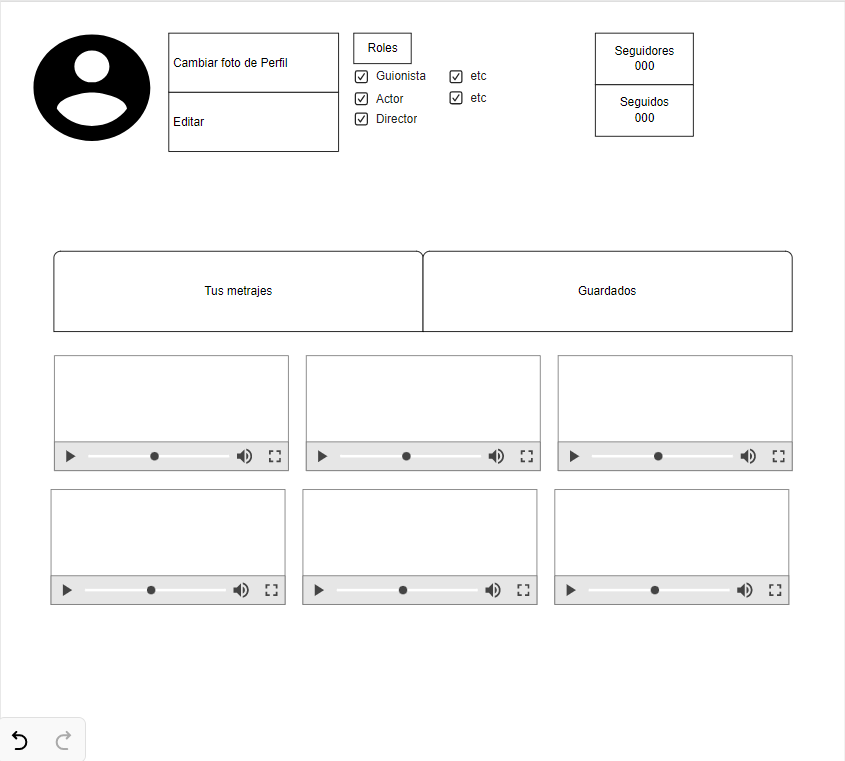 Cambiar foto de Perfil
Editar
Roles
Guionista
Actor
Director
etc
etc
Seguidores
000
Seguidos
000
Tus metrajes
Guardados